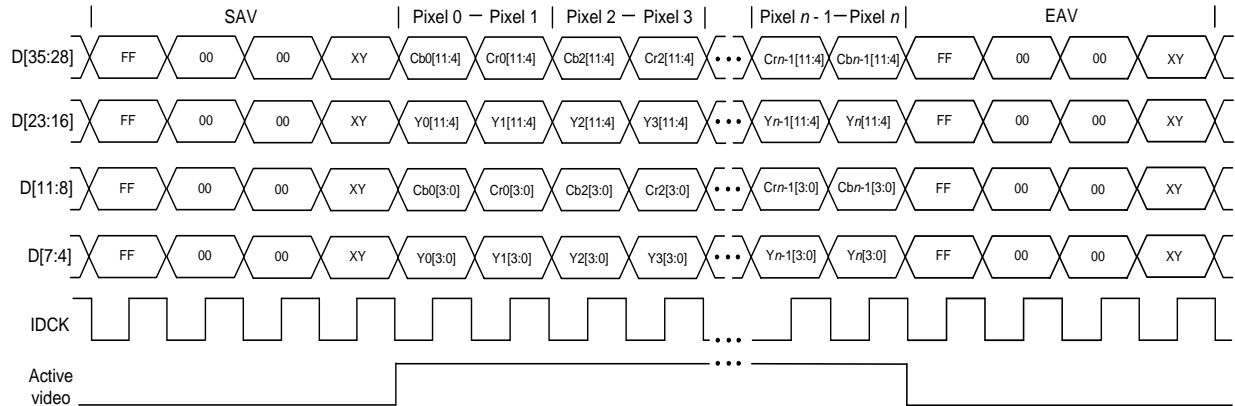 SAV Pixel 0 — Pixel 1 Pixel 2 — Pixel 3 Pixel n - 1—Pixel n EAV
D[35:28] FF 00 00 XY Cb0[11:4] Cr0[11:4] Cb2[11:4] Cr2[11:4] ••• Crn-1[11:4] Cbn-1[11:4] FF 00 00 XY
D[23:16] FF 00 00 XY Y0[11:4] Y1[11:4] Y2[11:4] Y3[11:4] ••• Yn-1[11:4] Yn[11:4] FF 00 00 XY
D[11:8] FF 00 00 XY Cb0[3:0] Cr0[3:0] Cb2[3:0] Cr2[3:0] ••• Crn-1[3:0] Cbn-1[3:0] FF 00 00 XY
D[7:4] FF 00 00 XY Y0[3:0] Y1[3:0] Y2[3:0] Y3[3:0] ••• Yn-1[3:0] Yn[3:0] FF 00 00 XY
IDCK •••
Active •••
video